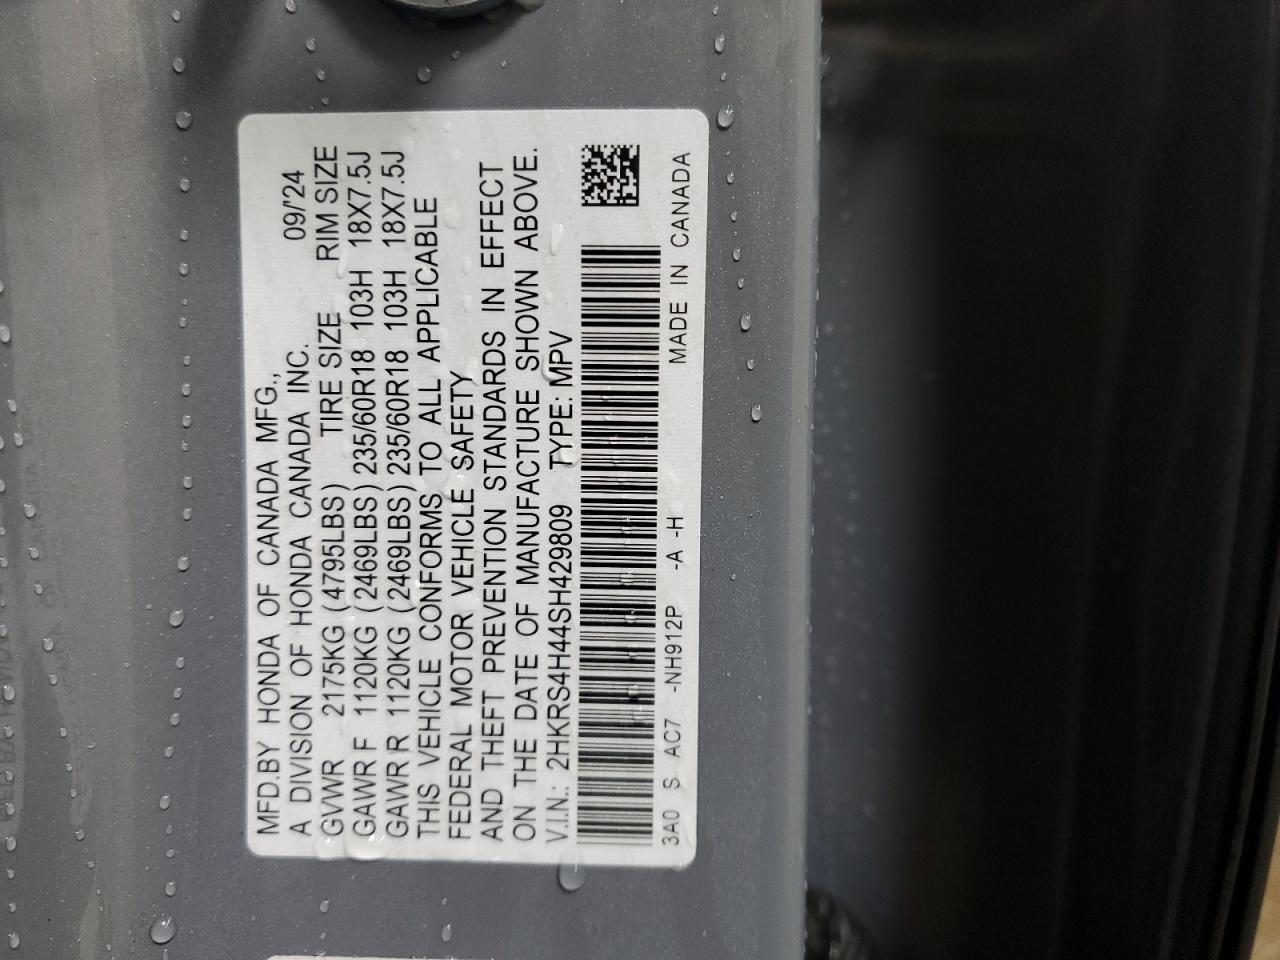 MFD.BY HONDA OF CANADA MFG.,
A DIVISION OF HONDA CANADA INC. 09/'24
GVWR 2175KG (4795LBS) TIRE SIZE RIM SIZE
GAWR F 1120KG (2469LBS) 235/60R18 103H 18X7.5J
GAWR R 1120KG (2469LBS) 235/60R18 103H 18X7.5J
THIS VEHICLE CONFORMS TO ALL APPLICABLE
FEDERAL MOTOR VEHICLE SAFETY
AND THEFT PREVENTION STANDARDS IN EFFECT
ON THE DATE OF MANUFACTURE SHOWN ABOVE.
V.I.N.: 2HKRS4H44SH429809 TYPE: MPV
3A0 S AC7 -NH912P -A -H MADE IN CANADA